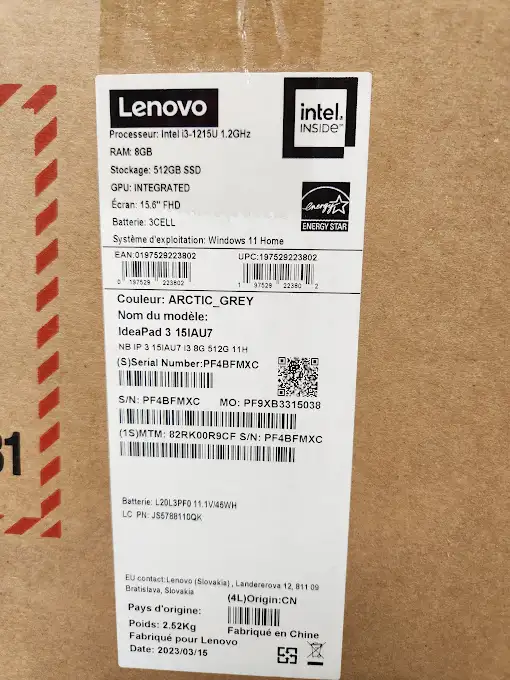 Lenovo
intel.
INSIDE™
Processeur: Intel i3-1215U 1.2GHz
RAM: 8GB
Stockage: 512GB SSD
GPU: INTEGRATED
Écran: 15.6" FHD
Batterie: 3CELL
Système d'exploitation: Windows 11 Home
energy
ENERGY STAR
EAN:0197529223802
UPC:197529223802
0 197529 223802
1 97529 22380 2
Couleur: ARCTIC_GREY
Nom du modèle:
IdeaPad 3 15IAU7
NB IP 3 15IAU7 I3 8G 512G 11H
(S)Serial Number:PF4BFMXC
S/N: PF4BFMXC MO: PF9XB3315038
(1S)MTM: 82RK00R9CF S/N: PF4BFMXC
31
Batterie: L20L3PF0 11.1V/45WH
LC PN: JS5788110QK
EU contact:Lenovo (Slovakia) , Landererova 12, 811 09
Bratislava, Slovakia
(4L)Origin:CN
Pays d'origine:
Fabriqué en Chine
Poids: 2.52Kg
Fabriqué pour Lenovo
Date: 2023/03/15